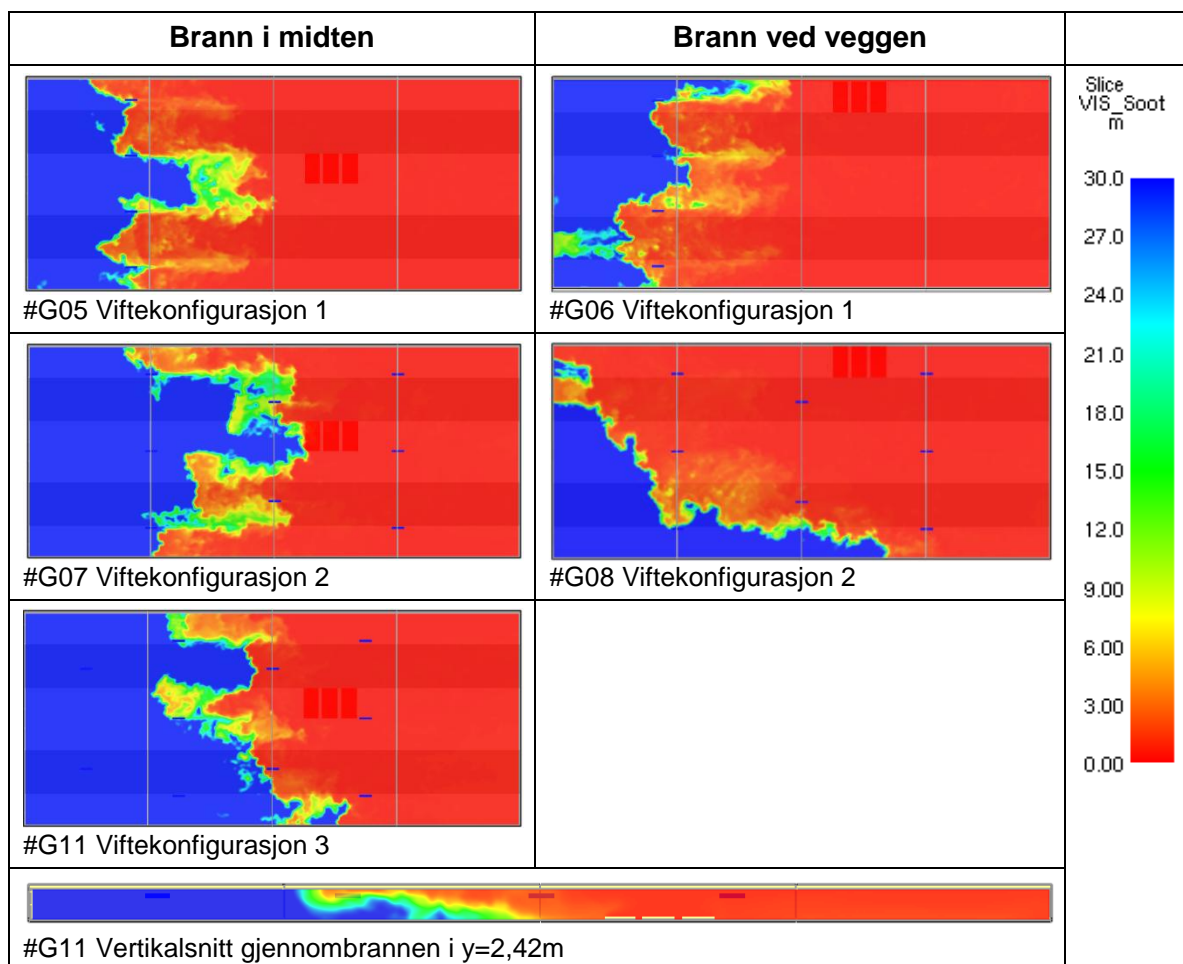 Brann i midten
Brann ved veggen
#G05 Viftekonfigurasjon 1
#G06 Viftekonfigurasjon 1
#G07 Viftekonfigurasjon 2
#G08 Viftekonfigurasjon 2
#G11 Viftekonfigurasjon 3
#G11 Vertikalsnitt gjennombrannen i y=2,42m
Slice
VIS_Soot
m
30.0
27.0
24.0
21.0
18.0
15.0
12.0
9.00
6.00
3.00
0.00